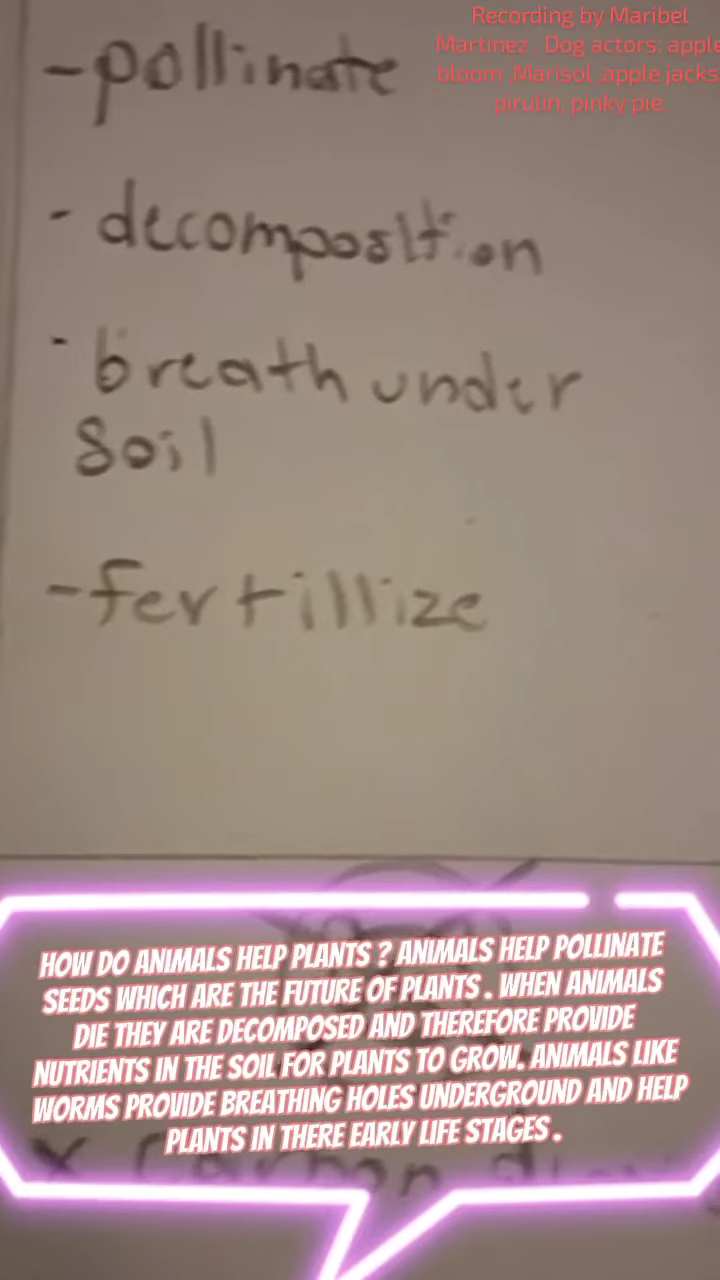 Recording by Maribel
Martinez . Dog actors: apple
bloom ,Marisol, apple jacks,
pirulin, pinky pie.
-pollinate
- decomposition
- breath under
soil
-fertillize
HOW DO ANIMALS HELP PLANTS ? ANIMALS HELP POLLINATE
SEEDS WHICH ARE THE FUTURE OF PLANTS . WHEN ANIMALS
DIE THEY ARE DECOMPOSED AND THEREFORE PROVIDE
NUTRIENTS IN THE SOIL FOR PLANTS TO GROW. ANIMALS LIKE
WORMS PROVIDE BREATHING HOLES UNDERGROUND AND HELP
PLANTS IN THERE EARLY LIFE STAGES .